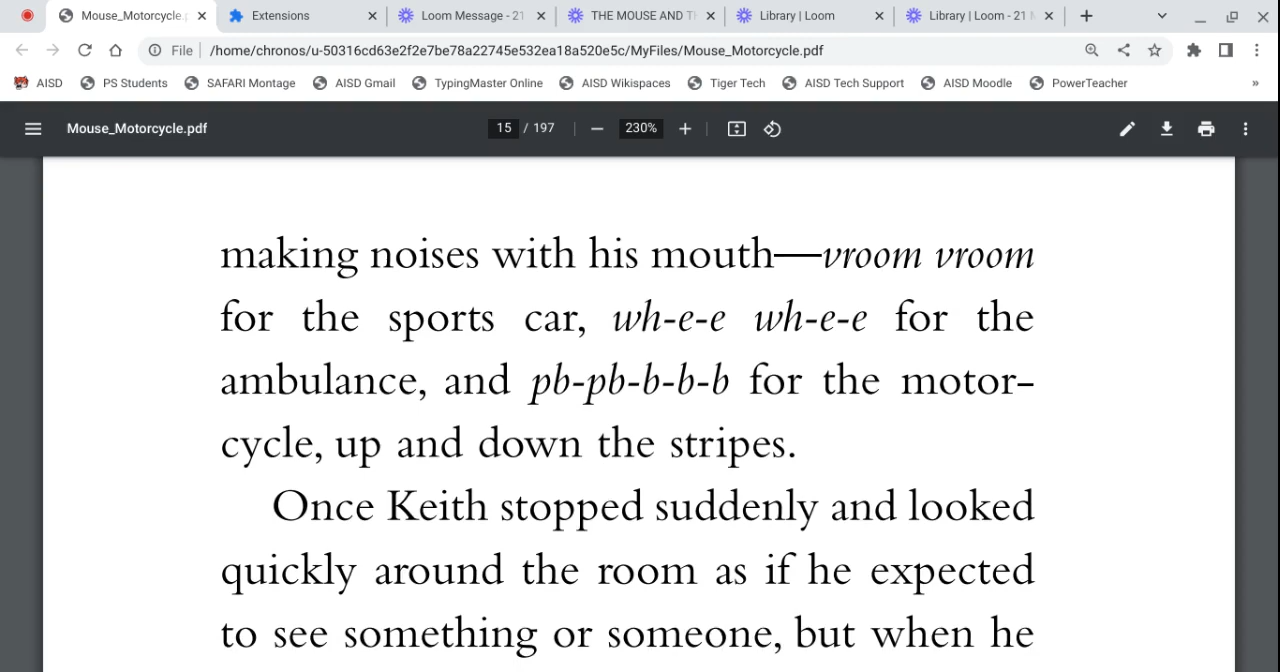 Mouse_Motorcycle.p
Extensions
Loom Message - 21
THE MOUSE AND T
Library | Loom
Library | Loom - 21
File
/home/chronos/u-50316cd63e2f2e7be78a22745e532ea18a520e5c/MyFiles/Mouse_Motorcycle.pdf
AISD
PS Students
SAFARI Montage
AISD Gmail
TypingMaster Online
AISD Wikispaces
Tiger Tech
AISD Tech Support
AISD Moodle
PowerTeacher
»
Mouse_Motorcycle.pdf
15 / 197
230%
making noises with his mouth—vroom vroom
for the sports car, wh-e-e wh-e-e for the
ambulance, and pb-pb-b-b-b for the motor-
cycle, up and down the stripes.
Once Keith stopped suddenly and looked
quickly around the room as if he expected
to see something or someone, but when he